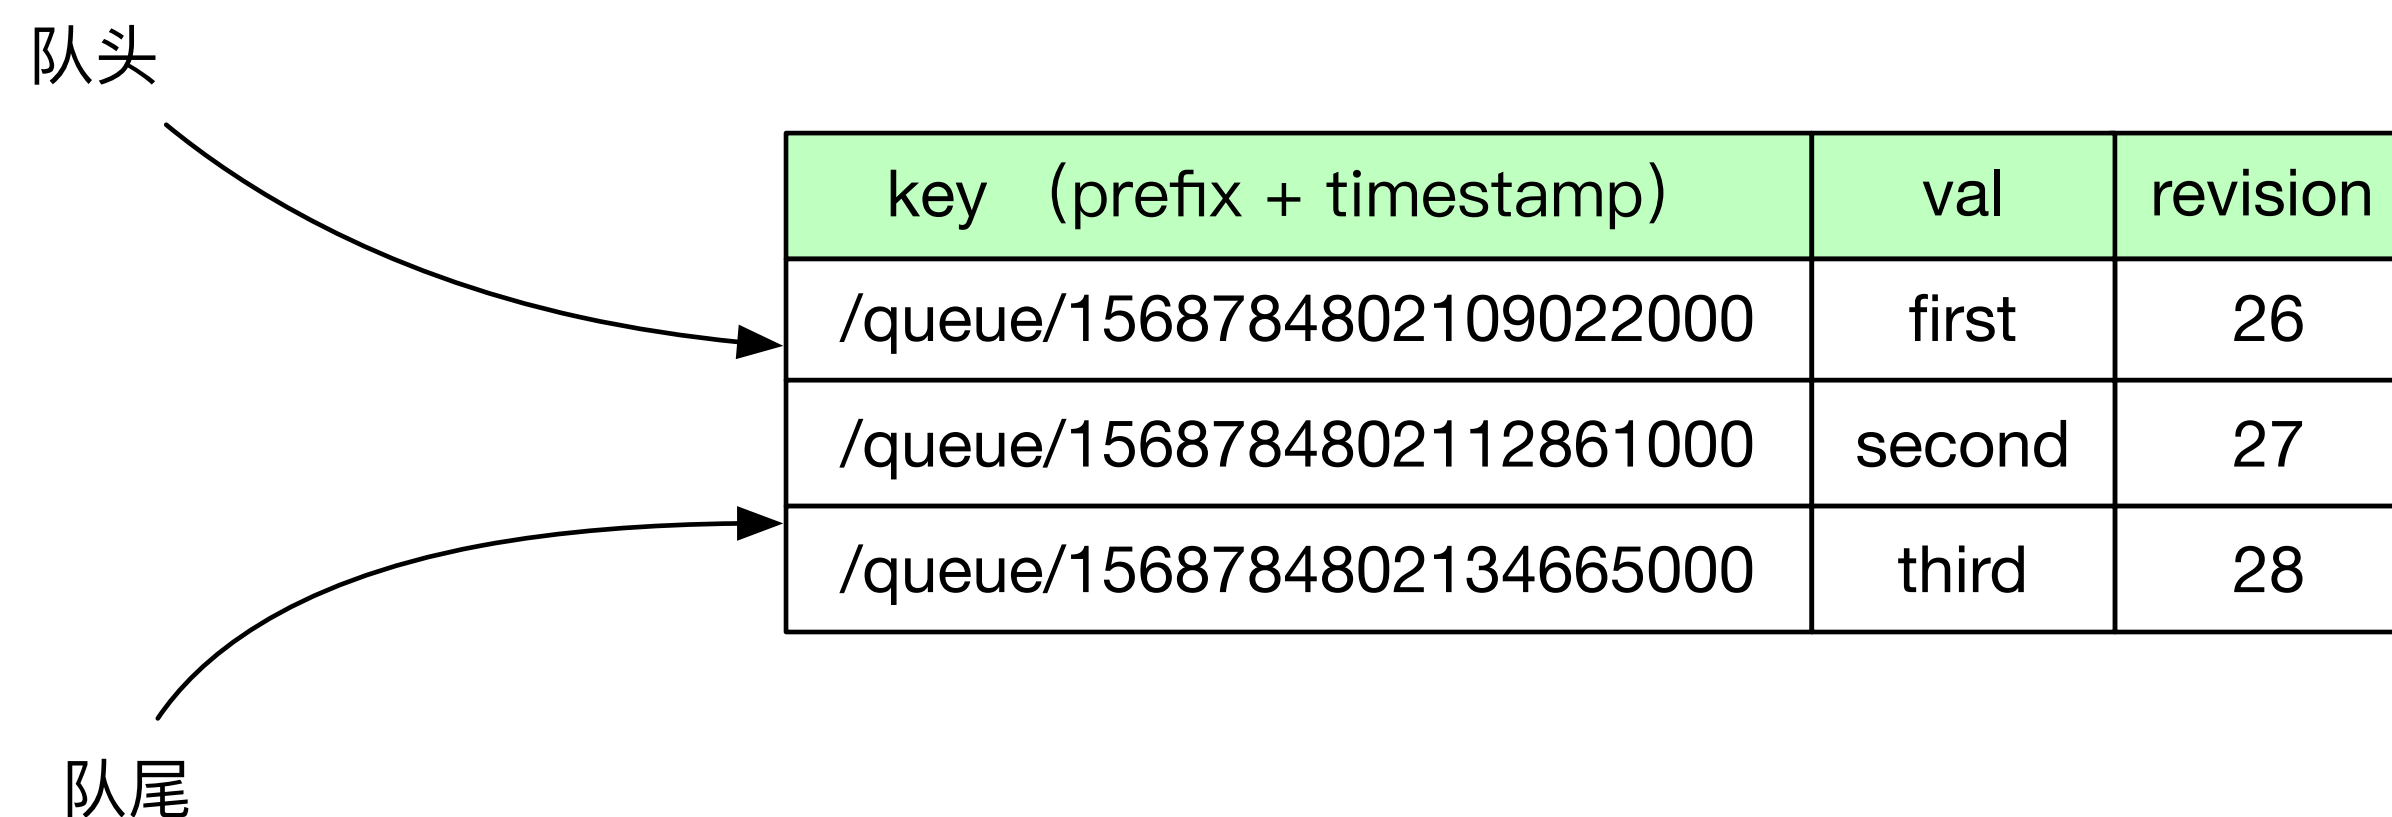 队头
key （prefix + timestamp） val revision
/queue/1568784802109022000 first 26
/queue/1568784802112861000 second 27
/queue/1568784802134665000 third 28
队尾